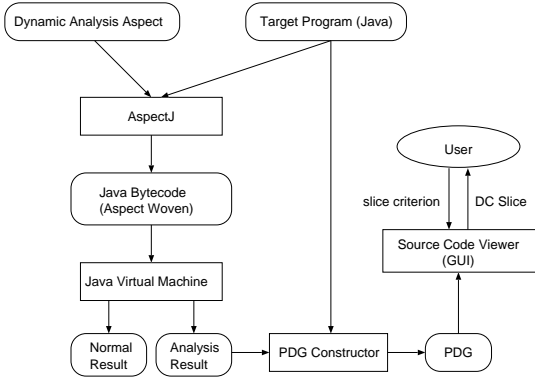 Dynamic Analysis Aspect
Target Program (Java)
AspectJ
User
Java Bytecode
(Aspect Woven)
slice criterion
DC Slice
Source Code Viewer
(GUI)
Java Virtual Machine
Normal
Result
Analysis
Result
PDG Constructor
PDG